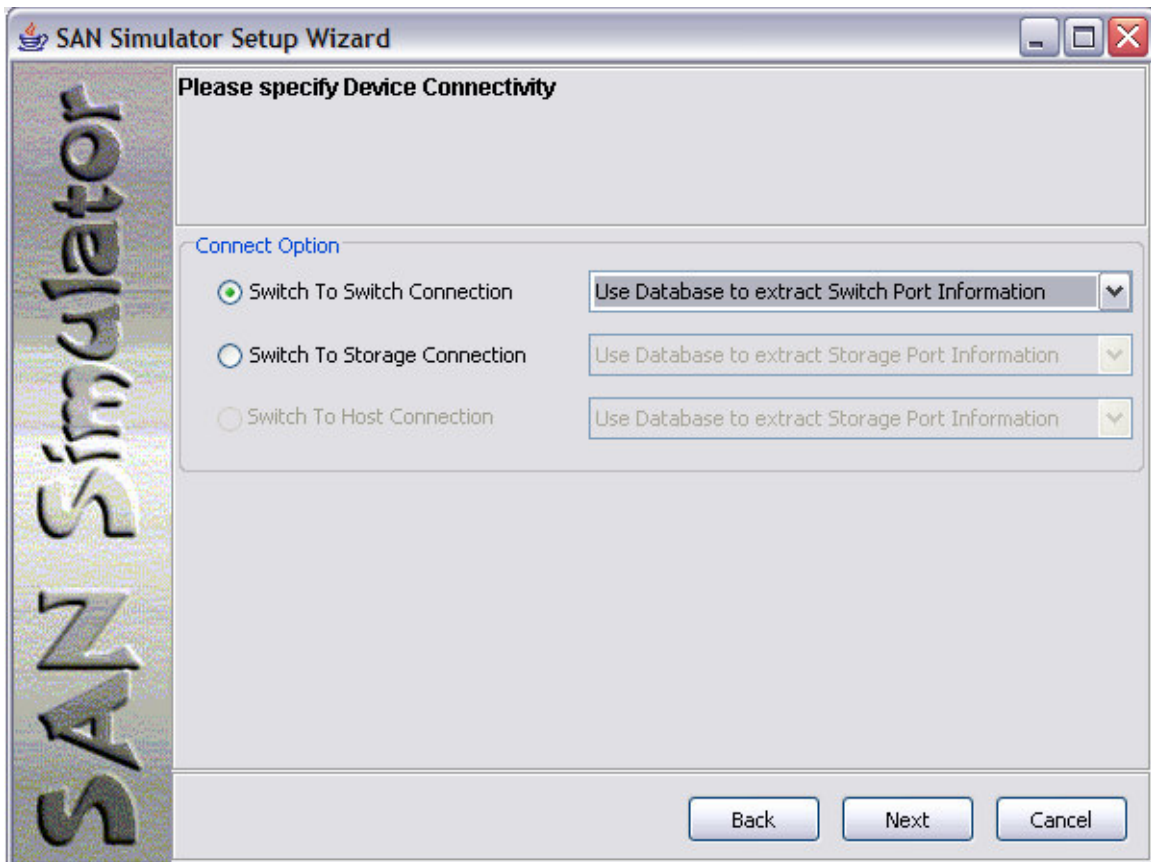 SAN Simulator Setup Wizard
SAN Simulator
Please specify Device Connectivity
Connect Option
Switch To Switch Connection
Use Database to extract Switch Port Information
Switch To Storage Connection
Use Database to extract Storage Port Information
Switch To Host Connection
Use Database to extract Storage Port Information
Back
Next
Cancel